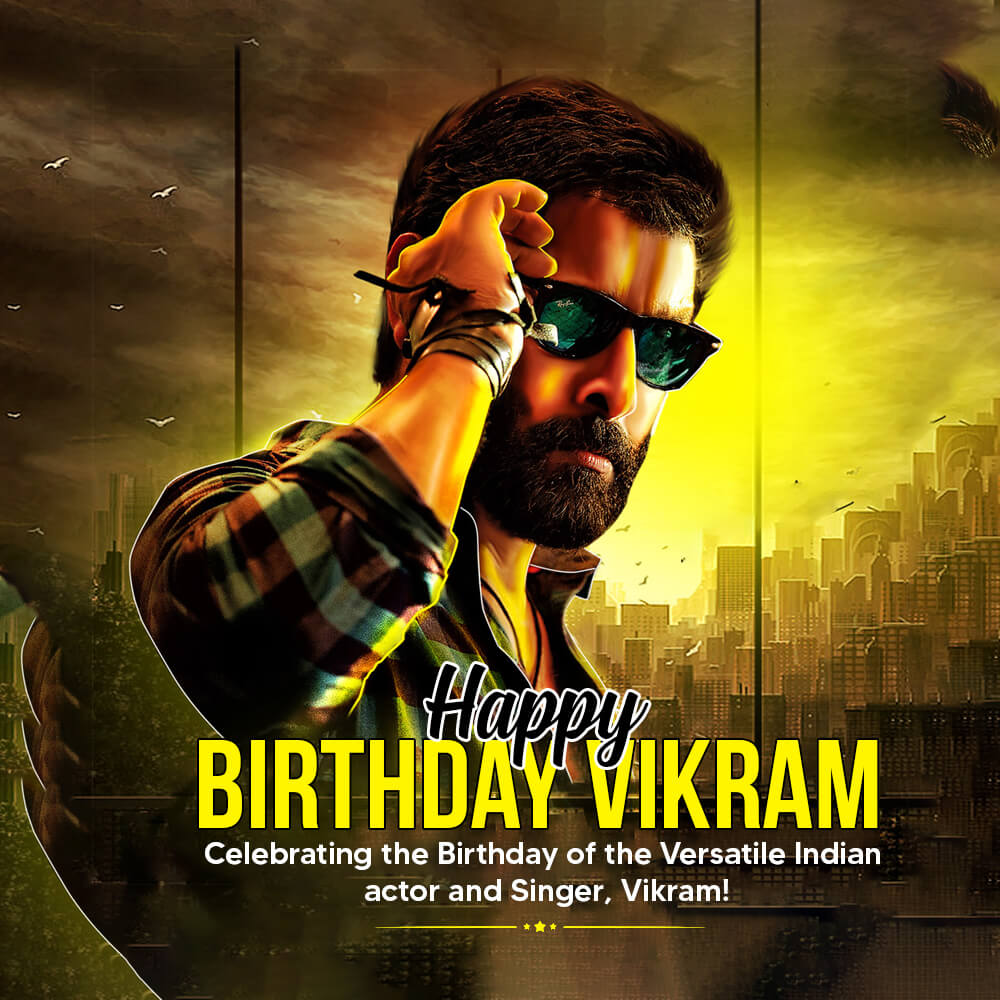 Happy
BIRTHDAY VIKRAM
Celebrating the Birthday of the Versatile Indian
actor and Singer, Vikram!